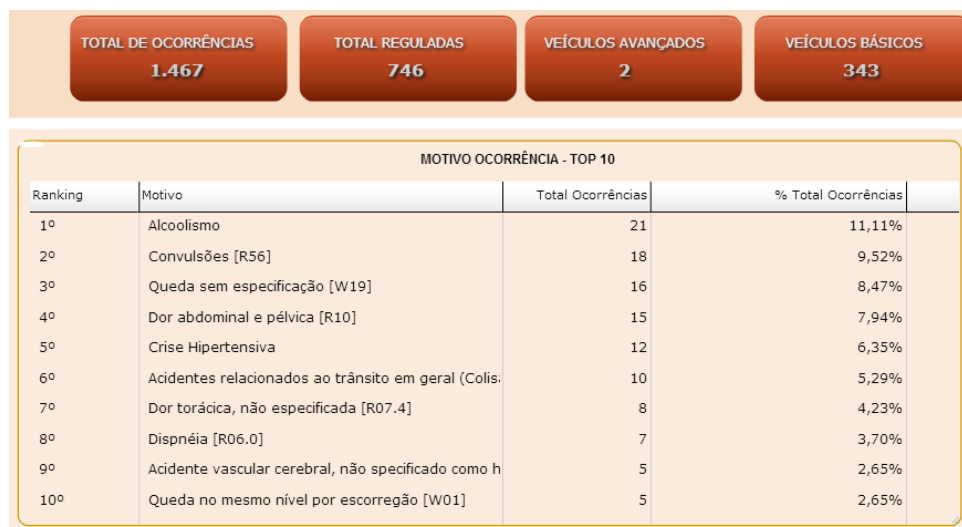 TOTAL DE OCORRÊNCIAS TOTAL REGULADAS VEÍCULOS AVANÇADOS VEÍCULOS BÁSICOS
1.467 746 2 343
MOTIVO OCORRÊNCIA - TOP 10
Ranking Motivo Total Ocorrências % Total Ocorrências
1º Alcoolismo 21 11,11%
2º Convulsões [R56] 18 9,52%
3º Queda sem especificação [W19] 16 8,47%
4º Dor abdominal e pélvica [R10] 15 7,94%
5º Crise Hipertensiva 12 6,35%
6º Acidentes relacionados ao trânsito em geral (Colis 10 5,29%
7º Dor torácica, não especificada [R07.4] 8 4,23%
8º Dispnéia [R06.0] 7 3,70%
9º Acidente vascular cerebral, não specificado como h 5 2,65%
10º Queda no mesmo nível por escorregão [W01] 5 2,65%